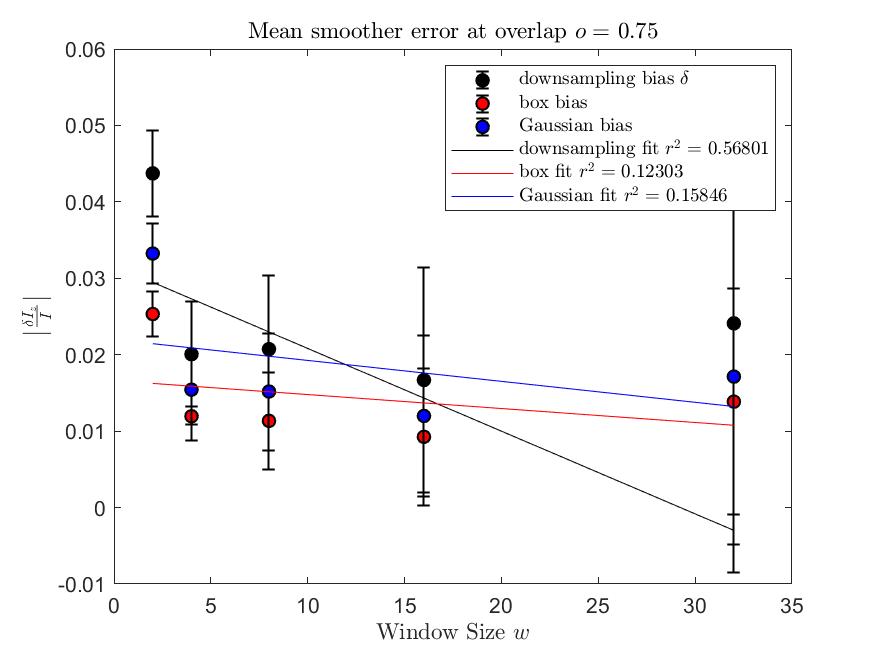 Mean smoother error at overlap o = 0.75
downsampling bias δ
box bias
Gaussian bias
downsampling fit r² = 0.56801
box fit r² = 0.12303
Gaussian fit r² = 0.15846
0.06
0.05
0.04
0.03
0.02
0.01
0
-0.01
0 5 10 15 20 25 30 35
Window Size w